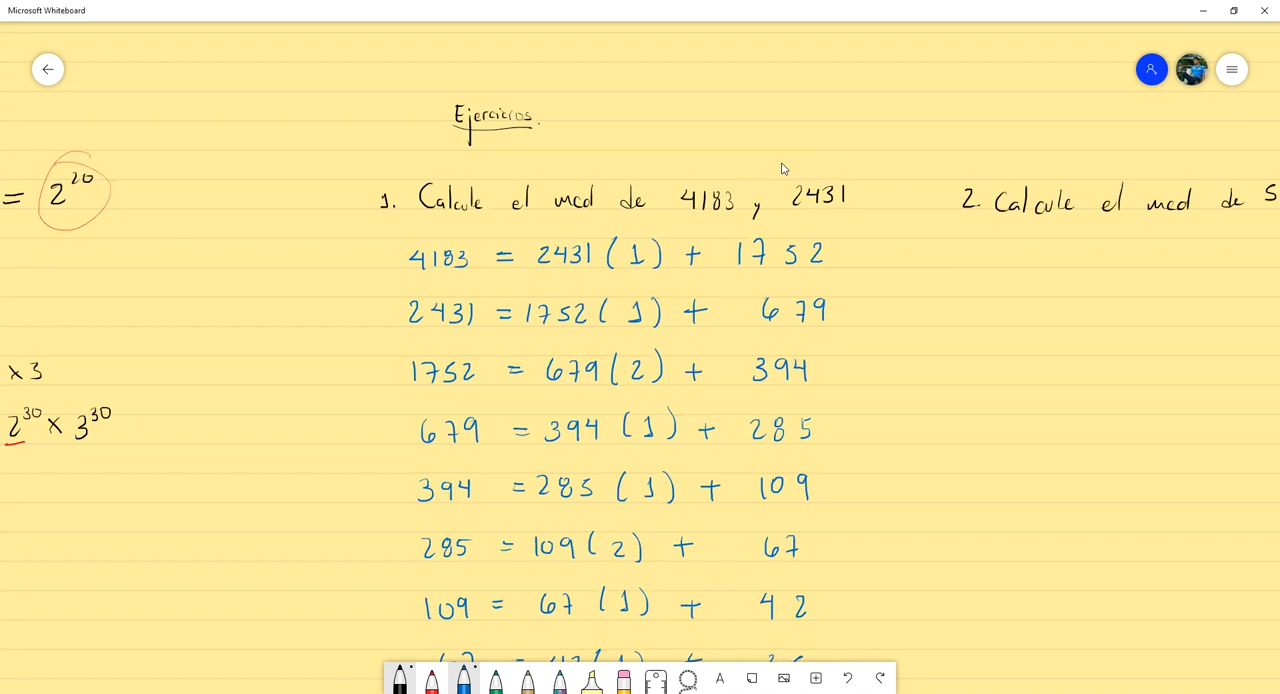 Microsoft Whiteboard
Ejercicios.
= 2^20
1. Calcule el mcd de 4183 y 2431
2. Calcule el mcd de 5
4183 = 2431 (1) + 1752
2431 = 1752 (1) + 679
x 3
1752 = 679 (2) + 394
2^30 x 3^30
679 = 394 (1) + 285
394 = 285 (1) + 109
285 = 109 (2) + 67
109 = 67 (1) + 42
A